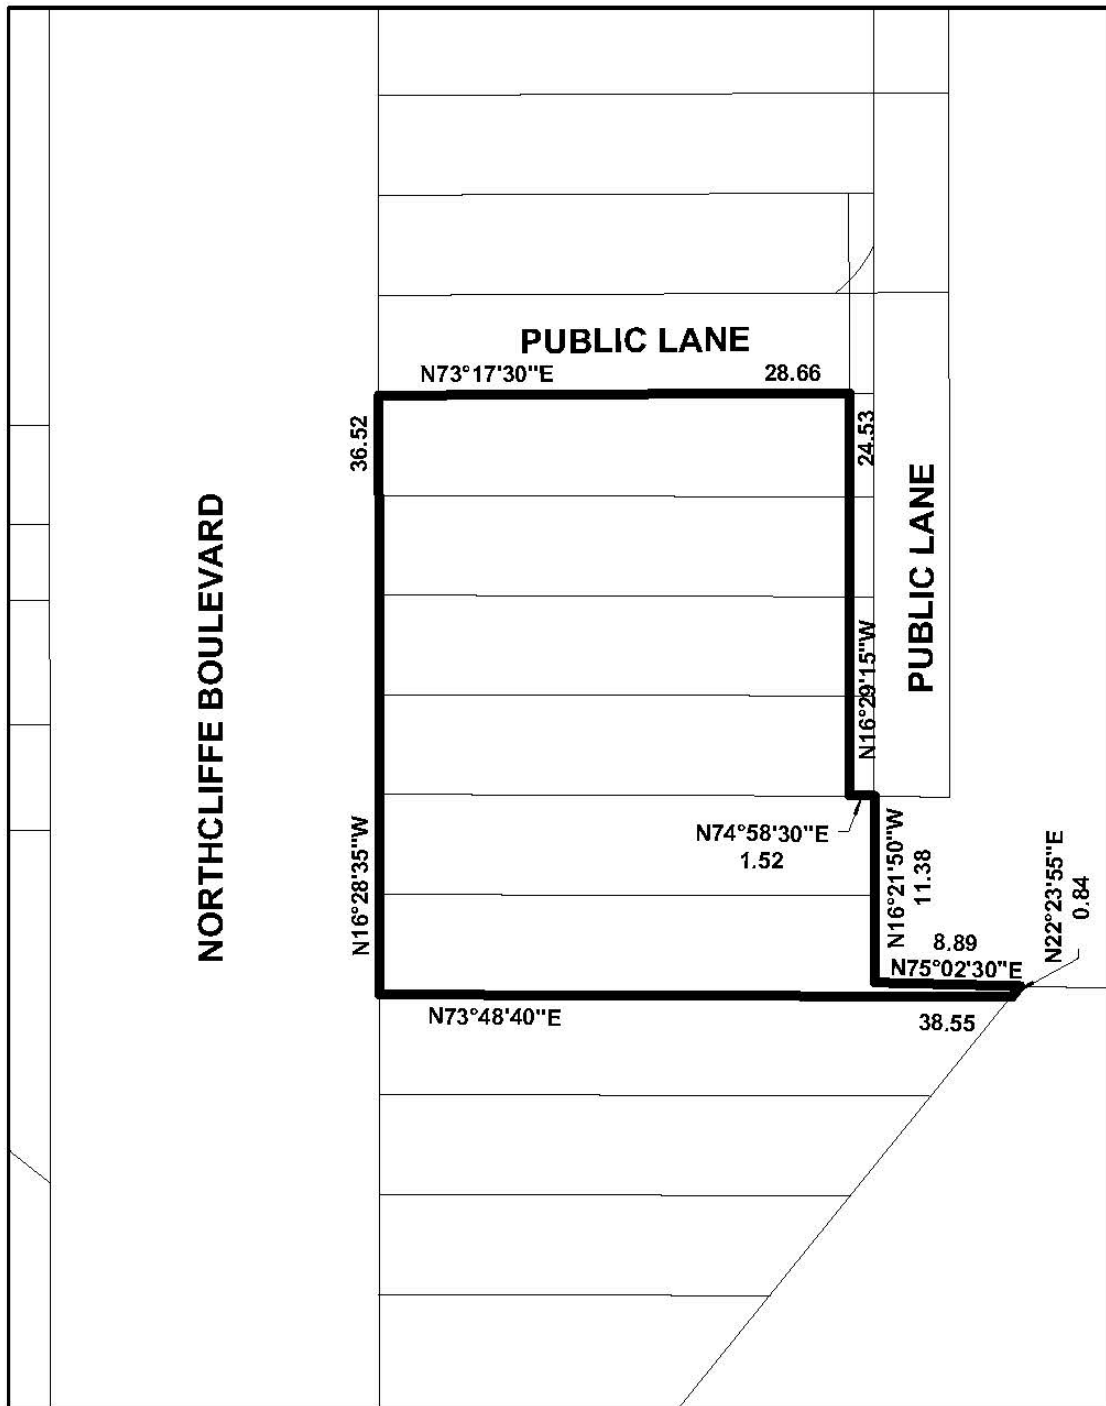 PUBLIC LANE
N73°17'30"E
28.66
36.52
24.53
NORTHCLIFFE BOULEVARD
PUBLIC LANE
N16°29'15"W
N74°58'30"E
1.52
N16°28'35"W
N16°21'50"W
11.38
N22°23'55"E
0.84
8.89
N75°02'30"E
N73°48'40"E
38.55